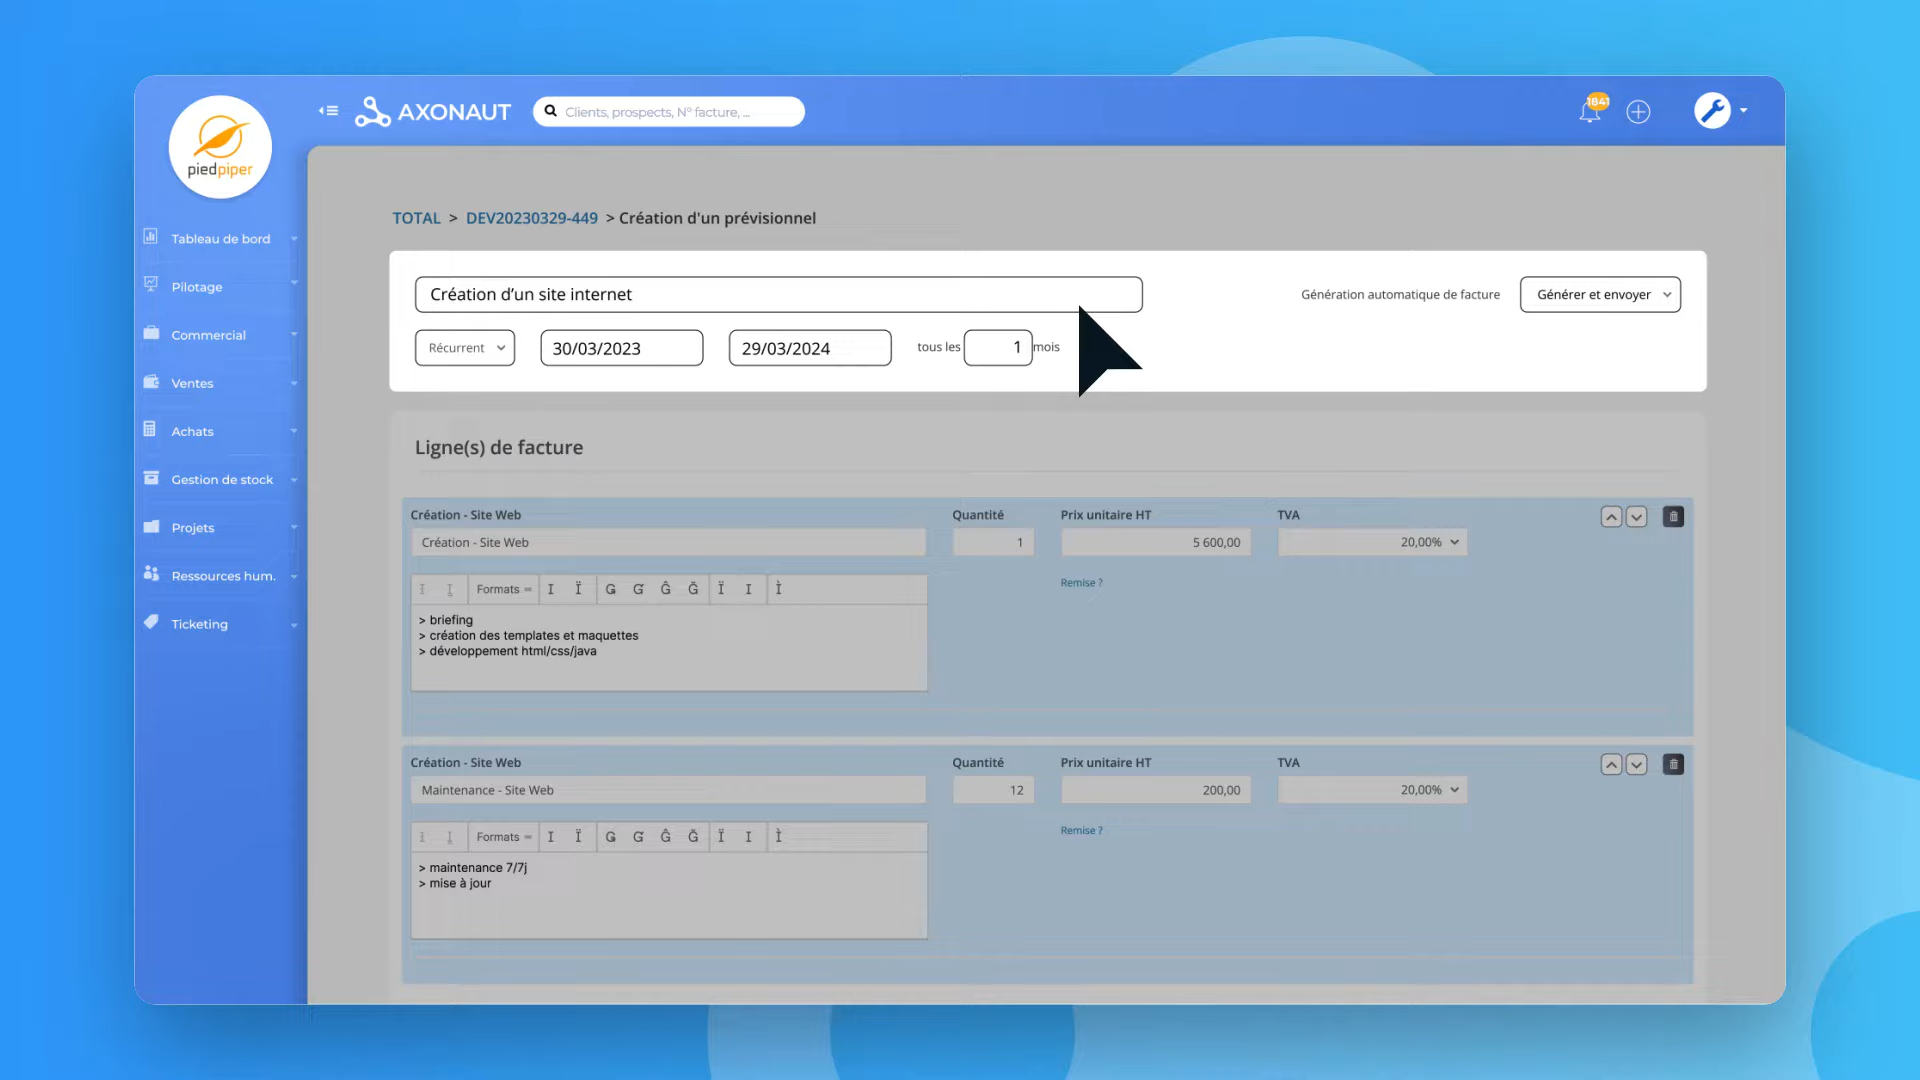 piedpiper
AXONAUT
Clients, prospects, N° facture, ...
1841
Tableau de bord
Pilotage
Commercial
Ventes
Achats
Gestion de stock
Projets
Ressources hum.
Ticketing
TOTAL > DEV20230329-449 > Création d'un prévisionnel
Création d’un site internet
Génération automatique de facture
Générer et envoyer
Récurrent
30/03/2023
29/03/2024
tous les 1 mois
Ligne(s) de facture
Création - Site Web
Quantité
Prix unitaire HT
TVA
Création - Site Web
1
5 600,00
20,00%
Formats
Remise ?
> briefing
> création des templates et maquettes
> développement html/css/java
Création - Site Web
Quantité
Prix unitaire HT
TVA
Maintenance - Site Web
12
200,00
20,00%
Formats
Remise ?
> maintenance 7/7j
> mise à jour